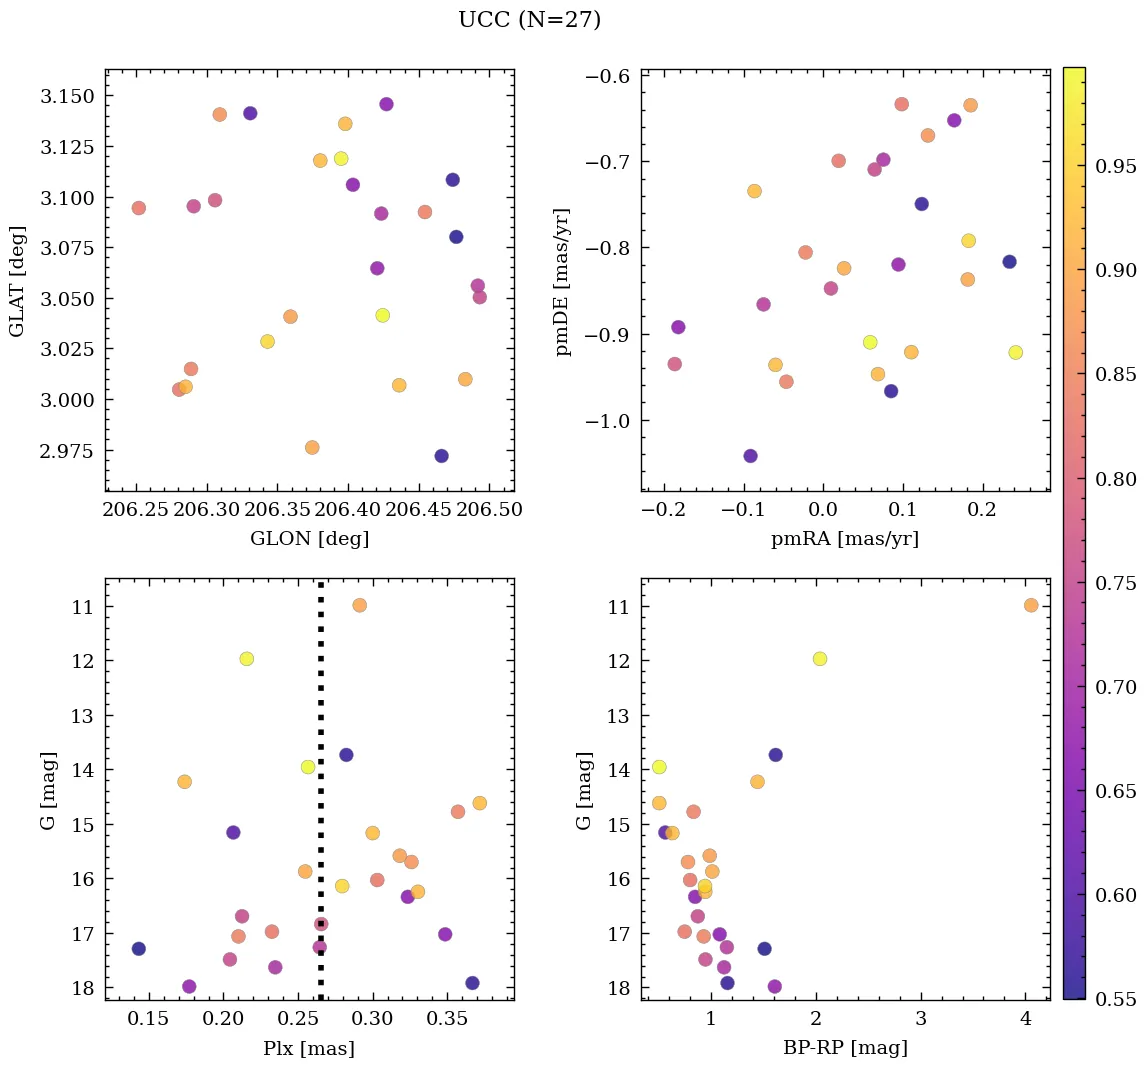 UCC (N=27)
3.150
3.125
3.100
3.075
3.050
3.025
3.000
2.975
GLAT [deg]
206.25 206.30 206.35 206.40 206.45 206.50
GLON [deg]
−0.6
−0.7
−0.8
−0.9
−1.0
pmDE [mas/yr]
−0.2 −0.1 0.0 0.1 0.2
pmRA [mas/yr]
11
12
13
14
15
16
17
18
G [mag]
0.15 0.20 0.25 0.30 0.35
Plx [mas]
11
12
13
14
15
16
17
18
G [mag]
1 2 3 4
BP-RP [mag]
0.95
0.90
0.85
0.80
0.75
0.70
0.65
0.60
0.55